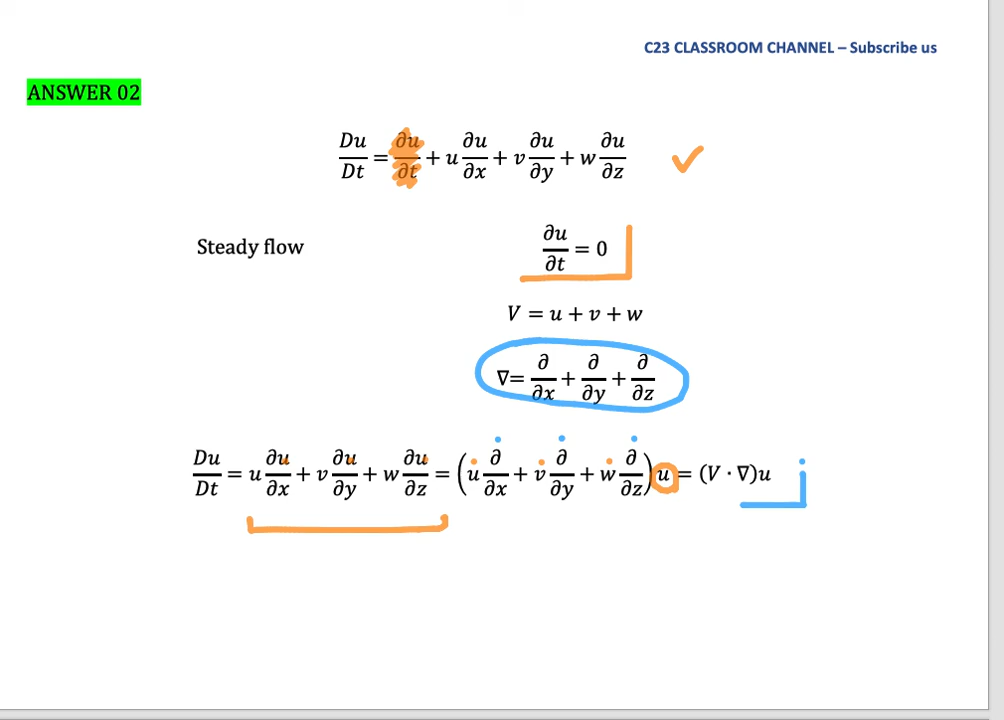 C23 CLASSROOM CHANNEL – Subscribe us
ANSWER 02
Du/Dt = ∂u/∂t + u ∂u/∂x + v ∂u/∂y + w ∂u/∂z ✓
Steady flow ∂u/∂t = 0
V = u + v + w
∇= ∂/∂x + ∂/∂y + ∂/∂z
Du/Dt = u ∂u/∂x + v ∂u/∂y + w ∂u/∂z = (u ∂/∂x + v ∂/∂y + w ∂/∂z) u = (V · ∇)u